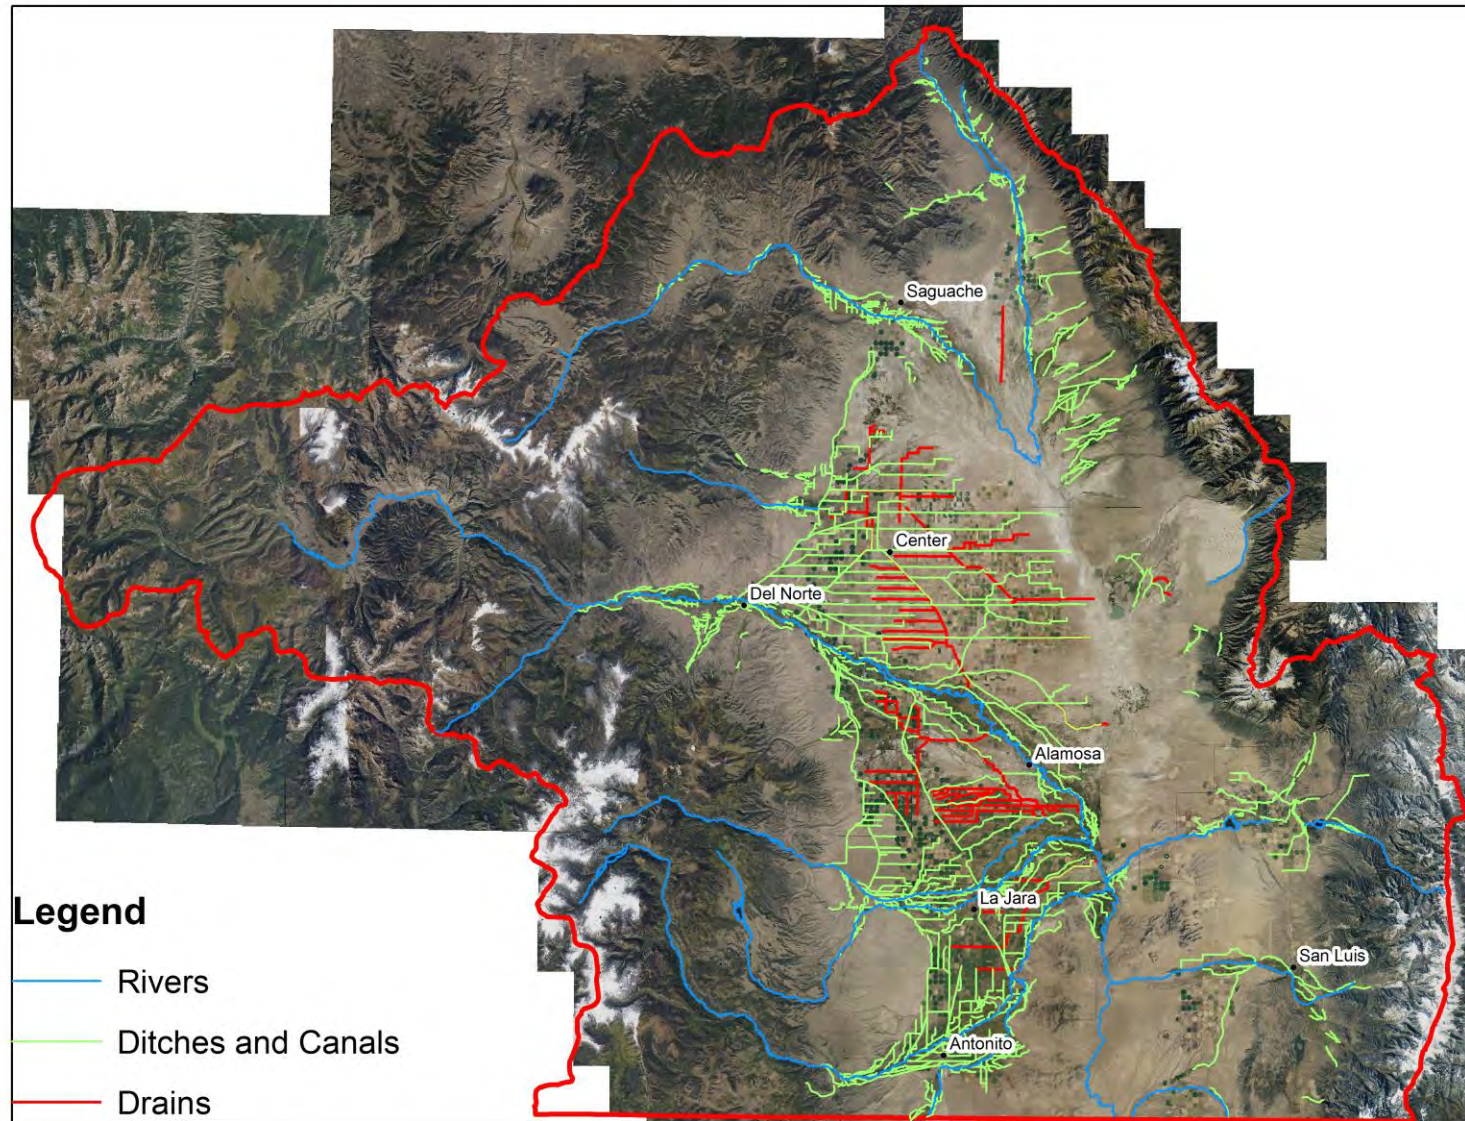 Saguache
Center
Del Norte
Alamosa
La Jara
San Luis
Antonito
Legend
Rivers
Ditches and Canals
Drains